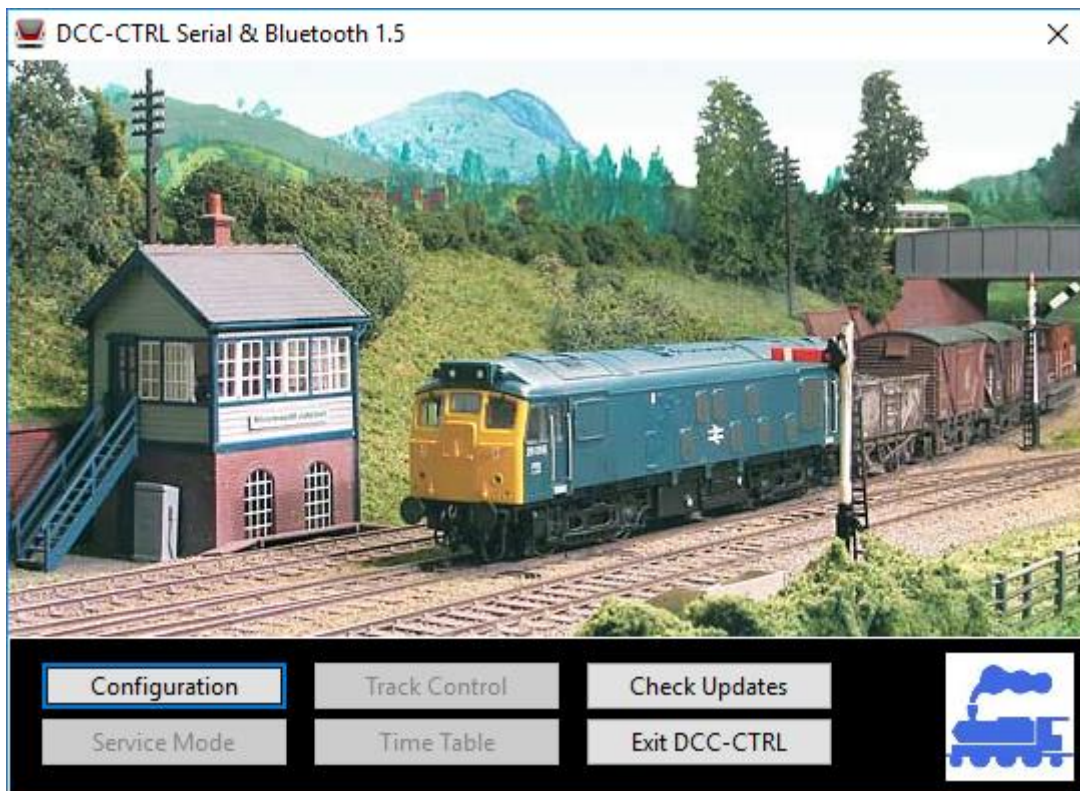 DCC-CTRL Serial & Bluetooth 1.5
Configuration
Track Control
Check Updates
Service Mode
Time Table
Exit DCC-CTRL